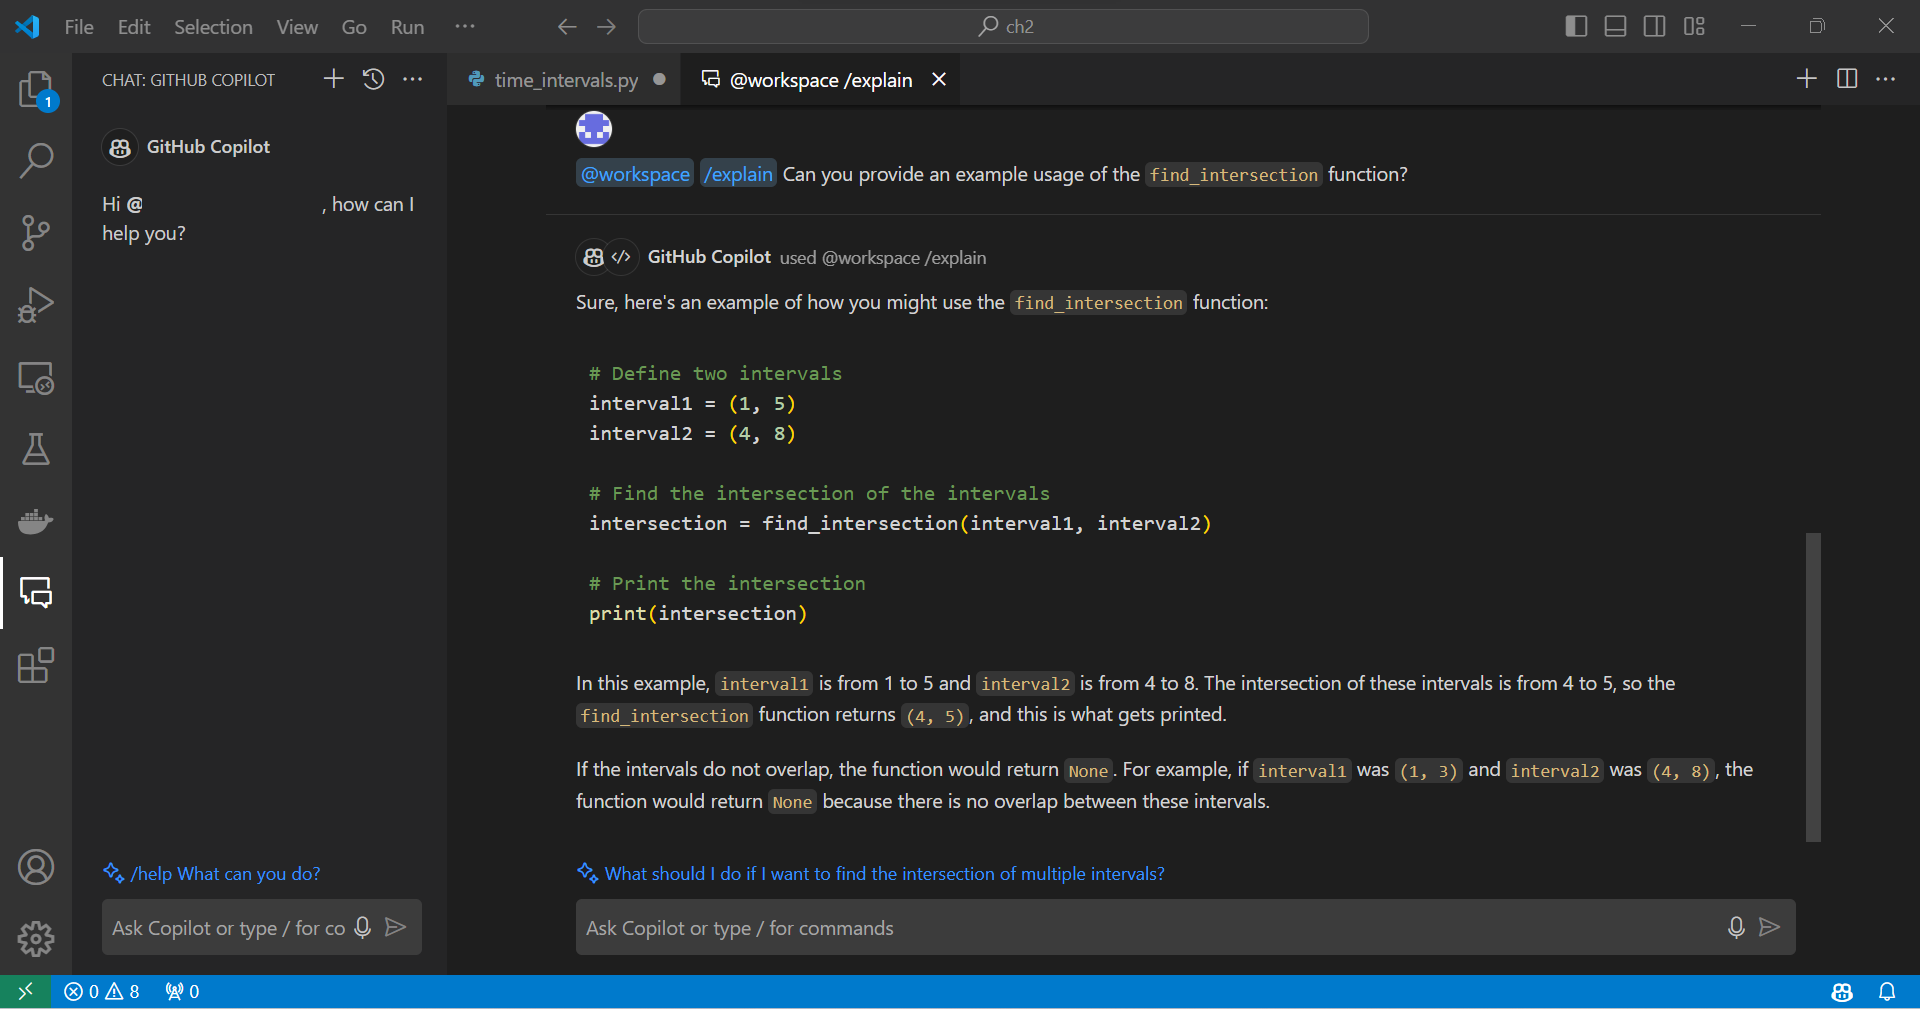 File Edit Selection View Go Run ··· ch2
CHAT: GITHUB COPILOT
time_intervals.py
@workspace /explain
1
GitHub Copilot
Hi @ , how can I
help you?
@workspace /explain Can you provide an example usage of the find_intersection function?
GitHub Copilot used @workspace /explain
Sure, here's an example of how you might use the find_intersection function:
# Define two intervals
interval1 = (1, 5)
interval2 = (4, 8)
# Find the intersection of the intervals
intersection = find_intersection(interval1, interval2)
# Print the intersection
print(intersection)
In this example, interval1 is from 1 to 5 and interval2 is from 4 to 8. The intersection of these intervals is from 4 to 5, so the
find_intersection function returns (4, 5), and this is what gets printed.
If the intervals do not overlap, the function would return None. For example, if interval1 was (1, 3) and interval2 was (4, 8), the
function would return None because there is no overlap between these intervals.
/help What can you do?
What should I do if I want to find the intersection of multiple intervals?
Ask Copilot or type / for co
Ask Copilot or type / for commands
0 8 0